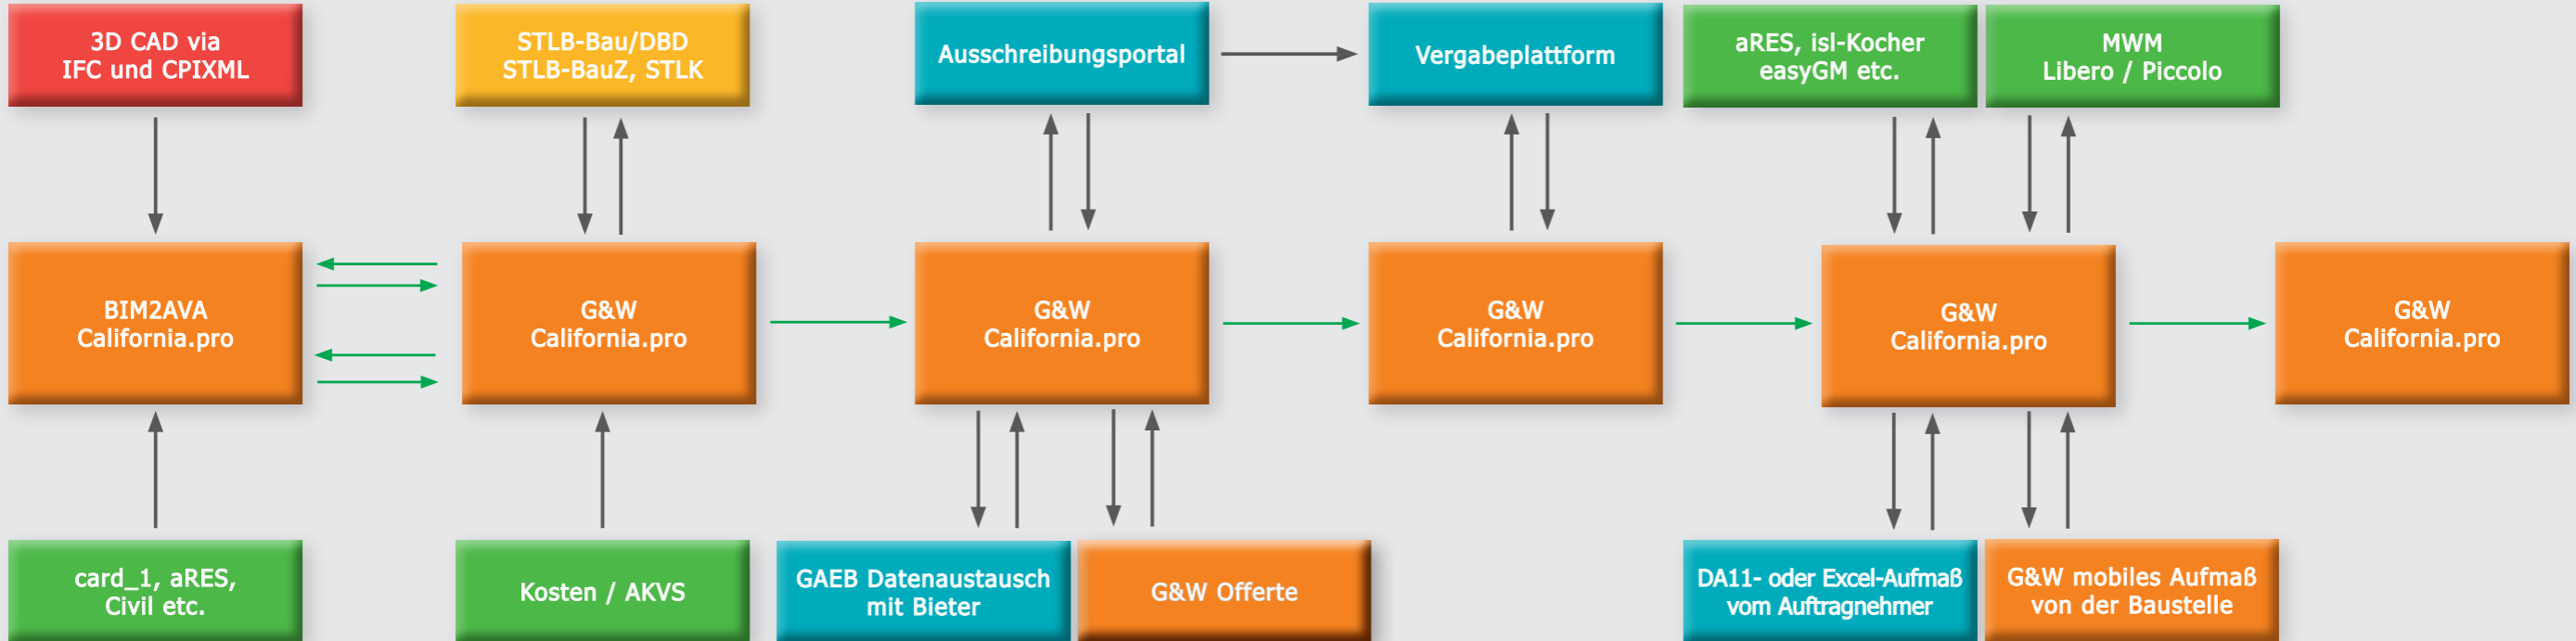 3D CAD via
IFC und CPIXML
STLB-Bau/DBD
STLB-BauZ, STLK
Ausschreibungsportal
Vergabeplattform
aRES, isl-Kocher
easyGM etc.
MWM
Libero / Piccolo
BIM2AVA
California.pro
G&W
California.pro
G&W
California.pro
G&W
California.pro
G&W
California.pro
G&W
California.pro
card_1, aRES,
Civil etc.
Kosten / AKVS
GAEB Datenaustausch
mit Bieter
G&W Offerte
DA11- oder Excel-Aufmaß
vom Auftragnehmer
G&W mobiles Aufmaß
von der Baustelle